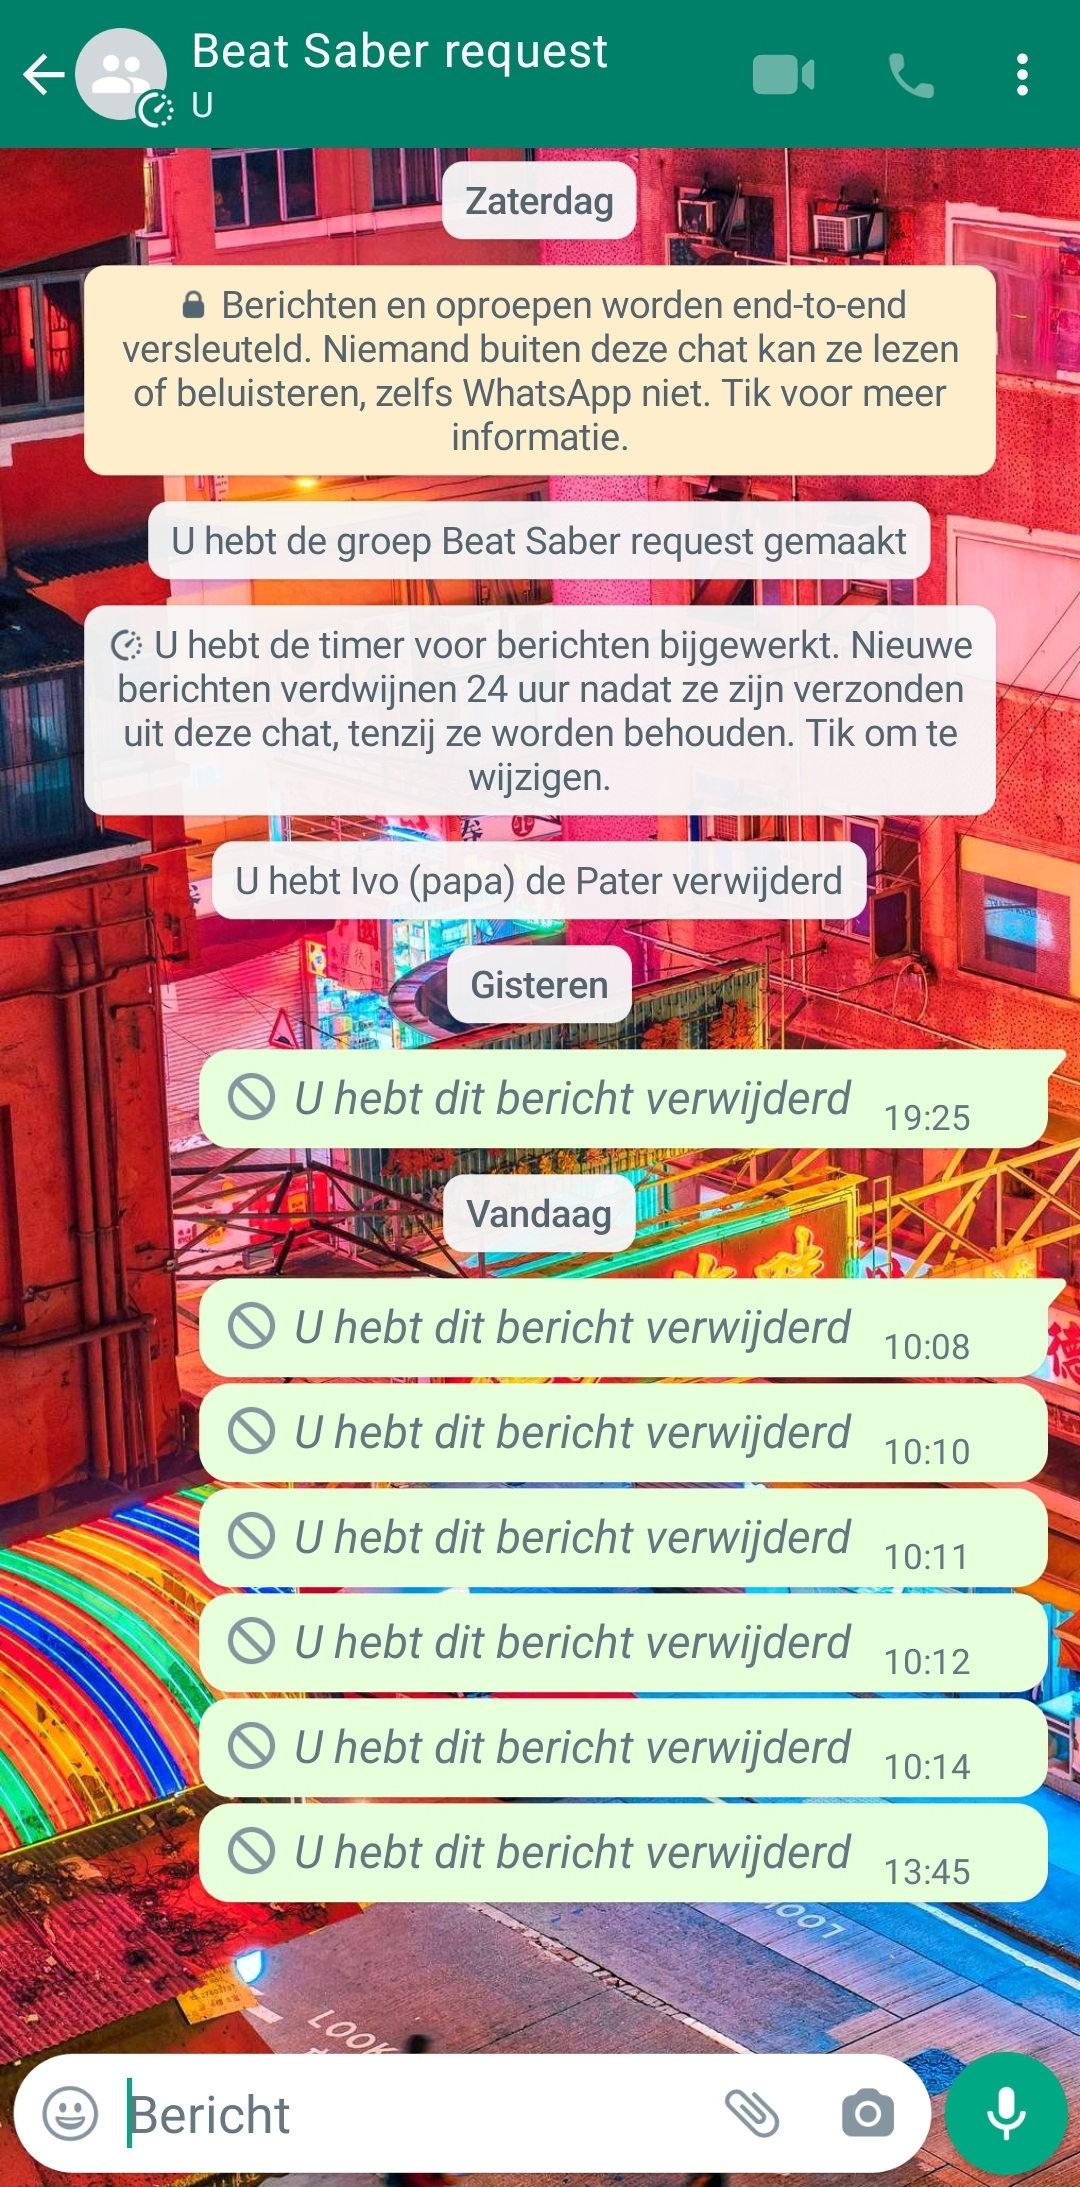 Beat Saber request
U
Zaterdag
Berichten en oproepen worden end-to-end
versleuteld. Niemand buiten deze chat kan ze lezen
of beluisteren, zelfs WhatsApp niet. Tik voor meer
informatie.
U hebt de groep Beat Saber request gemaakt
U hebt de timer voor berichten bijgewerkt. Nieuwe
berichten verdwijnen 24 uur nadat ze zijn verzonden
uit deze chat, tenzij ze worden behouden. Tik om te
wijzigen.
U hebt Ivo (papa) de Pater verwijderd
Gisteren
U hebt dit bericht verwijderd 19:25
Vandaag
U hebt dit bericht verwijderd 10:08
U hebt dit bericht verwijderd 10:10
U hebt dit bericht verwijderd 10:11
U hebt dit bericht verwijderd 10:12
U hebt dit bericht verwijderd 10:14
U hebt dit bericht verwijderd 13:45
LOOK
LOOK
Bericht